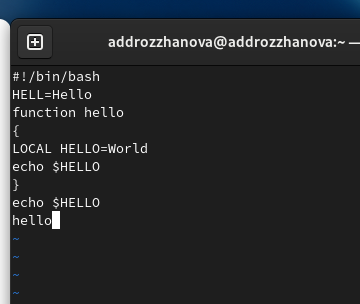 addrozzhanova@addrozzhanova:~ —
#!/bin/bash
HELL=Hello
function hello
{
LOCAL HELLO=World
echo $HELLO
}
echo $HELLO
hello
~
~
~
~